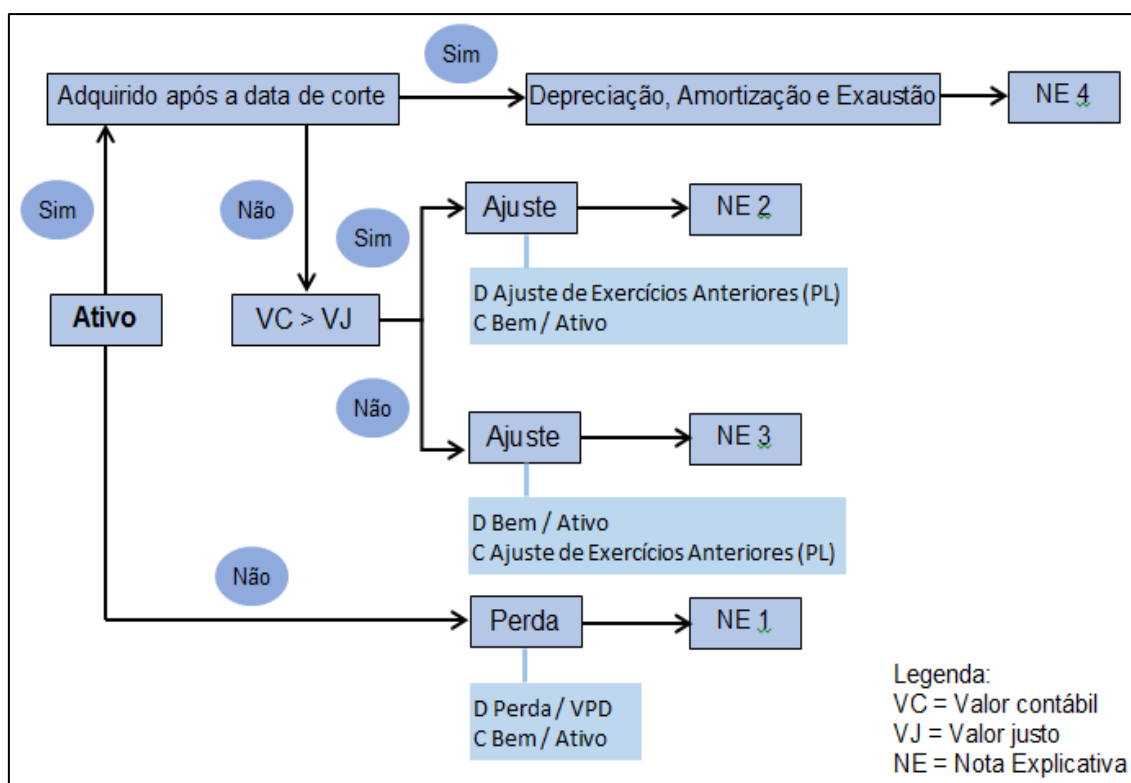 Sim
Adquirido após a data de corte
Depreciação, Amortização e Exaustão
NE 4
Sim
Não
Sim
Ajuste
NE 2
D Ajuste de Exercícios Anteriores (PL)
C Bem / Ativo
Ativo
VC > VJ
Não
Ajuste
NE 3
D Bem / Ativo
C Ajuste de Exercícios Anteriores (PL)
Não
Perda
NE 1
D Perda / VPD
C Bem / Ativo
Legenda:
VC = Valor contábil
VJ = Valor justo
NE = Nota Explicativa